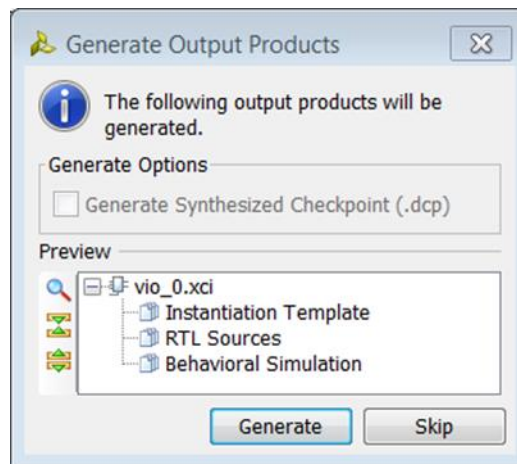 Generate Output Products
The following output products will be
generated.
Generate Options
Generate Synthesized Checkpoint (.dcp)
Preview
vio_0.xci
Instantiation Template
RTL Sources
Behavioral Simulation
Generate
Skip